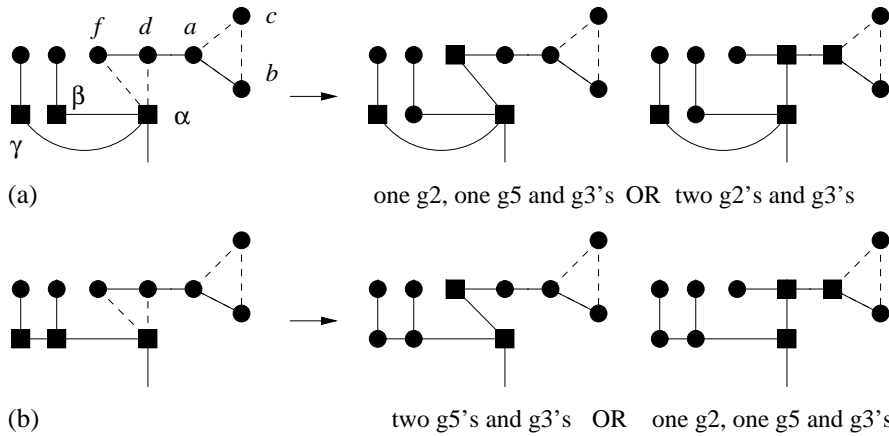 f d a c
b
β
α
γ
(a) one g2, one g5 and g3's OR two g2's and g3's
(b) two g5's and g3's OR one g2, one g5 and g3's